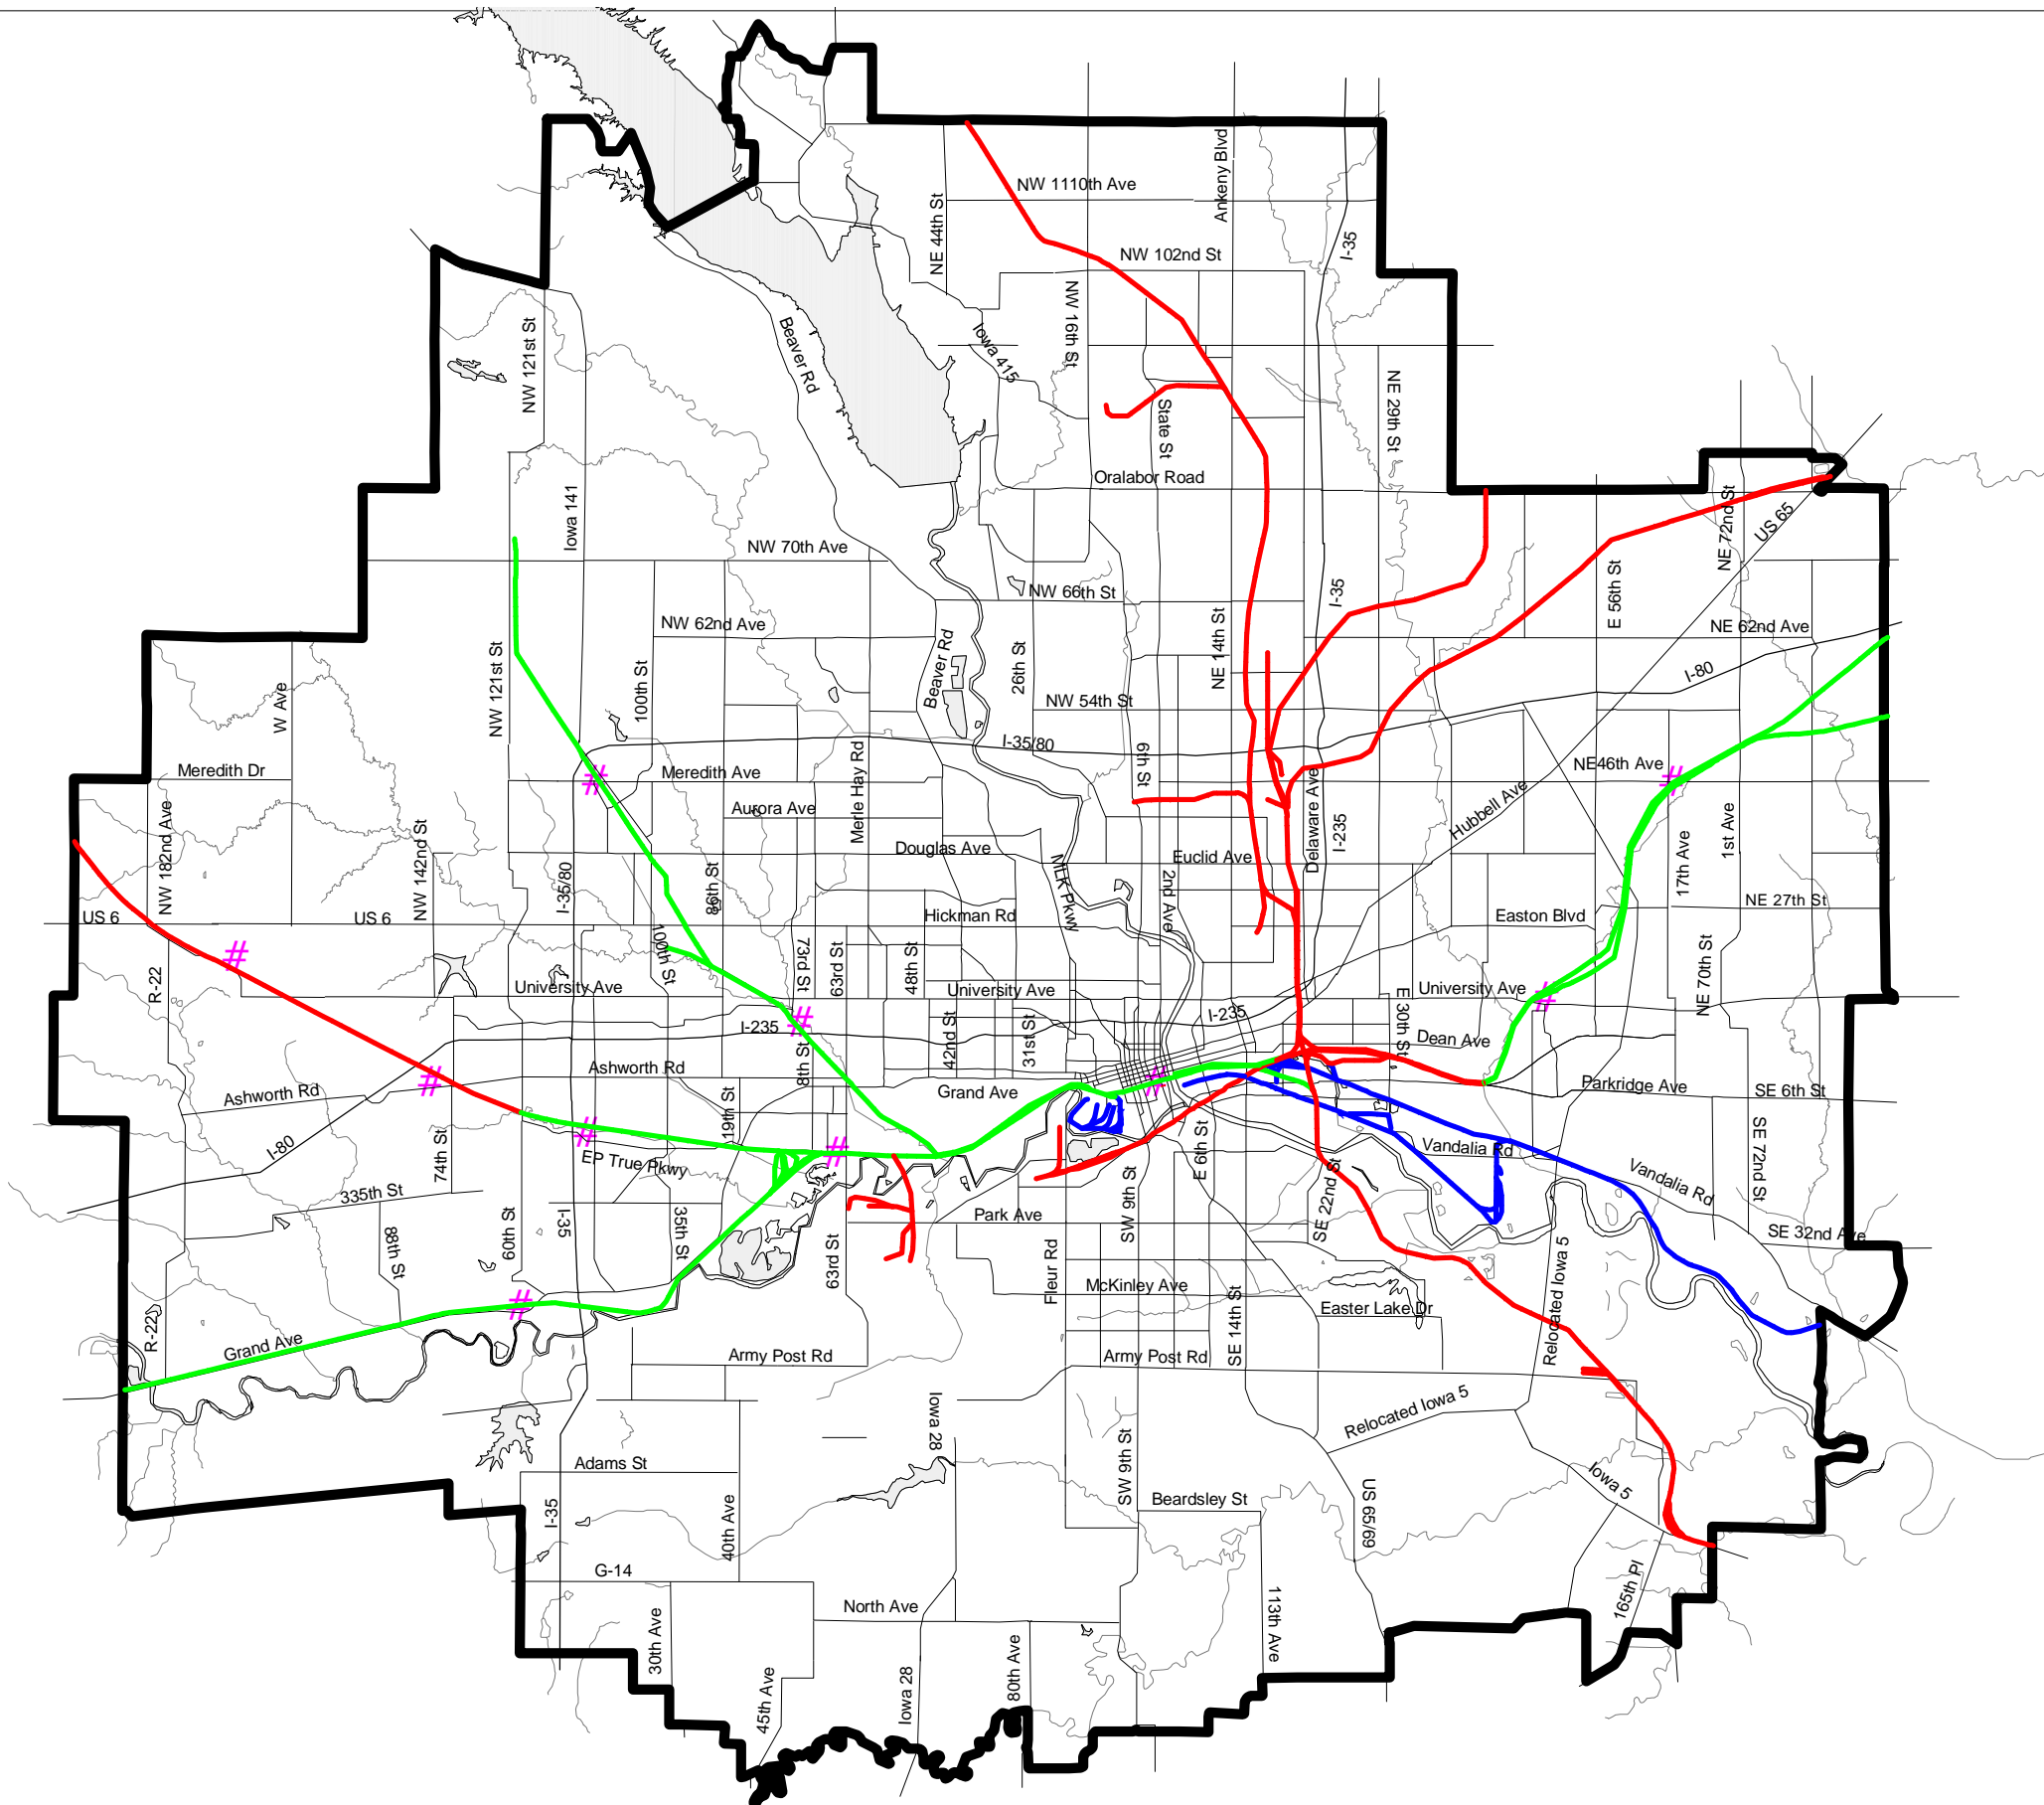 Ankeny Blvd
NW 1110th Ave
NE 44th St
I-35
NW 102nd St
NW 16th St
Beaver Rd
Iowa 415
NW 121st St
NE 29th St
State St
Oralabor Road
Iowa 141
NE 72nd St
US 65
NW 70th Ave
NW 66th St
I-35
E 56th St
NW 62nd Ave
NE 14th St
NE 62nd Ave
Beaver Rd
26th St
NW 121st St
100th St
W Ave
I-80
NW 54th St
I-35/80
6th St
Merle Hay Rd
Meredith Dr
#
Meredith Ave
NE46th Ave
#
Aurora Ave
Delaware Ave
I-235
Hubbell Ave
NW 182nd Ave
NW 142nd St
17th Ave
1st Ave
Douglas Ave
Euclid Ave
I-35/80
86th St
MLK Pkwy
2nd Ave
US 6
US 6
Hickman Rd
Easton Blvd
NE 27th St
#
100th St
73rd St
63rd St
48th St
NE 70th St
R-22
University Ave
University Ave
University Ave
#
E 30th St
#
I-235
I-235
42nd St
31st St
Dean Ave
8th St
Ashworth Rd
#
Ashworth Rd
Grand Ave
#
Parkridge Ave
SE 6th St
19th St
I-80
74th St
#
EP True Pkwy
#
E 6th St
Vandalia Rd
SE 72nd St
335th St
SW 9th St
SE 22nd St
Vandalia Rd
88th St
60th St
I-35
35th St
63rd St
Park Ave
SE 32nd Ave
Fleur Rd
McKinley Ave
Relocated Iowa 5
#
R-22
Grand Ave
SE 14th St
Easter Lake Dr
Army Post Rd
Army Post Rd
Iowa 28
Relocated Iowa 5
Adams St
SW 9th St
Iowa 5
I-35
40th Ave
Beardsley St
US 65/69
G-14
165th Pl
North Ave
30th Ave
113th Ave
45th Ave
Iowa 28
80th Ave